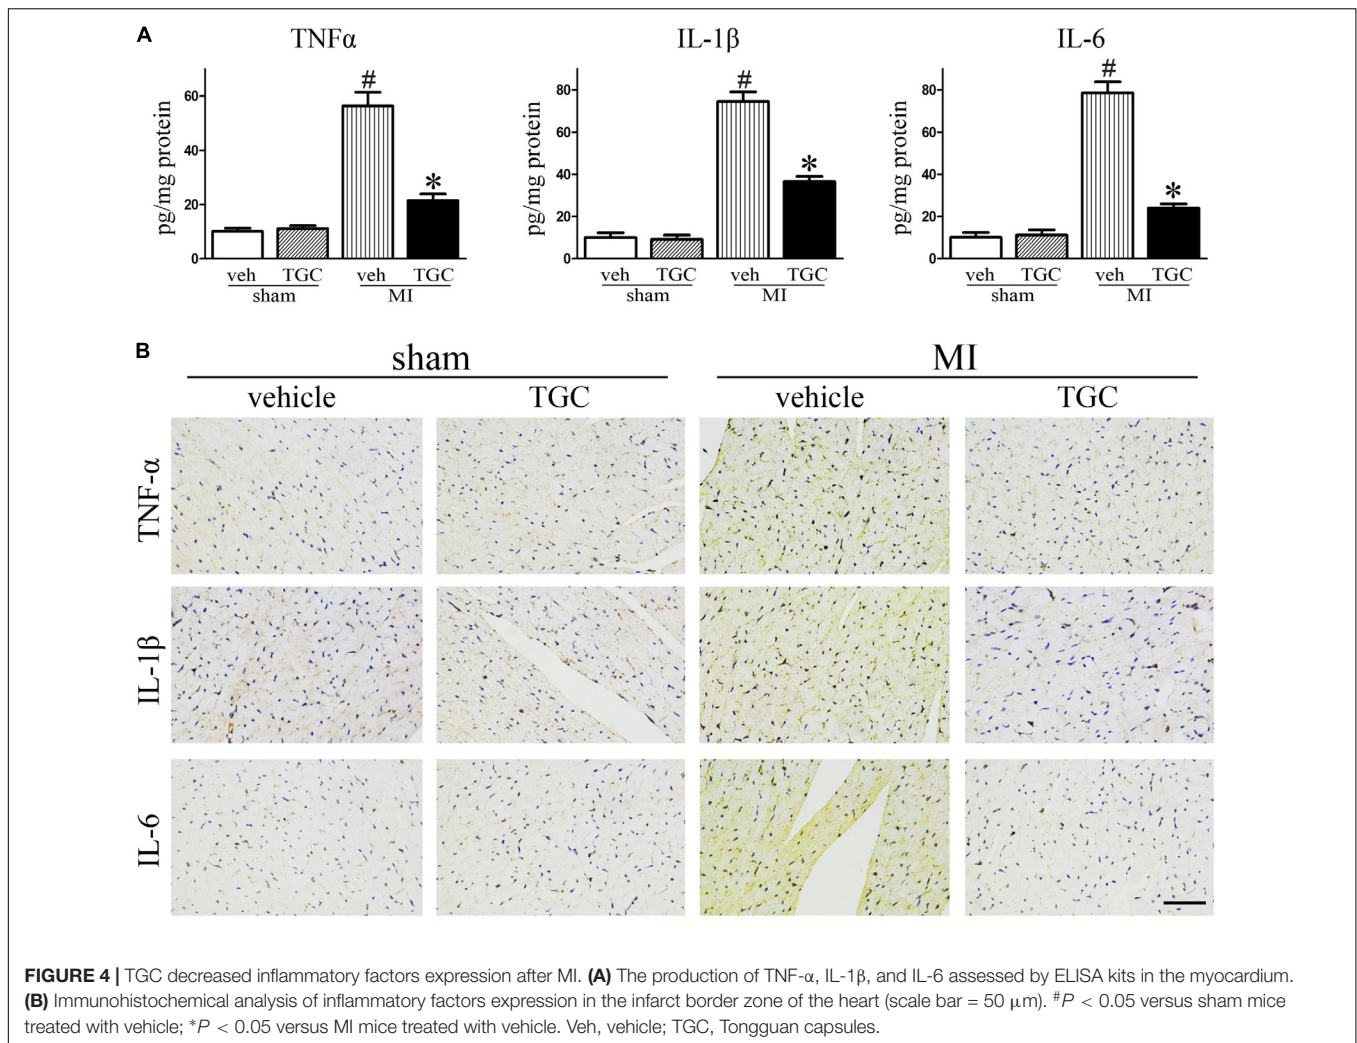 A
TNFα
IL-1β
IL-6
#
#
#
*
*
*
pg/mg protein
60
40
20
0
veh TGC veh TGC
sham MI
pg/mg protein
80
60
40
20
0
veh TGC veh TGC
sham MI
pg/mg protein
80
60
40
20
0
veh TGC veh TGC
sham MI
B
sham MI
vehicle TGC vehicle TGC
TNF-α
IL-1β
IL-6
FIGURE 4 | TGC decreased inflammatory factors expression after MI. (A) The production of TNF-α, IL-1β, and IL-6 assessed by ELISA kits in the myocardium.
(B) Immunohistochemical analysis of inflammatory factors expression in the infarct border zone of the heart (scale bar = 50 μm). #P < 0.05 versus sham mice
treated with vehicle; *P < 0.05 versus MI mice treated with vehicle. Veh, vehicle; TGC, Tongguan capsules.